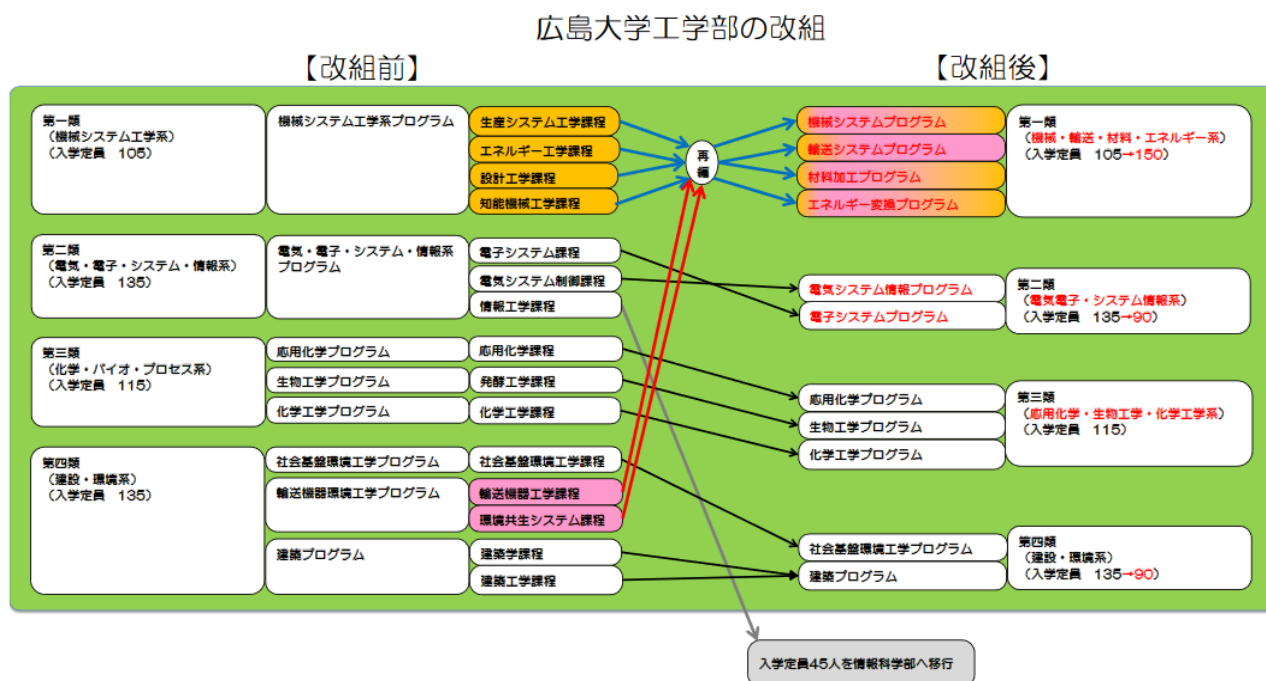 広島大学工学部の改組
【改組前】
【改組後】
第一類
(機械システム工学系)
(入学定員 105)
機械システム工学系プログラム
生産システム工学課程
エネルギー工学課程
設計工学課程
知能機械工学課程
再
編
機械システムプログラム
輸送システムプログラム
材料加工プログラム
エネルギー変換プログラム
第一類
(機械・輸送・材料・エネルギー系)
(入学定員 105→150)
第二類
(電気・電子・システム・情報系)
(入学定員 135)
電気・電子・システム・情報系
プログラム
電子システム課程
電気システム制御課程
情報工学課程
電気システム情報プログラム
電子システムプログラム
第二類
(電気電子・システム情報系)
(入学定員 135→90)
第三類
(化学・バイオ・プロセス系)
(入学定員 115)
応用化学プログラム
生物工学プログラム
化学工学プログラム
応用化学課程
発酵工学課程
化学工学課程
応用化学プログラム
生物工学プログラム
化学工学プログラム
第三類
(応用化学・生物工学・化学工学系)
(入学定員 115)
第四類
(建設・環境系)
(入学定員 135)
社会基盤環境工学プログラム
輸送機器環境工学プログラム
建築プログラム
社会基盤環境工学課程
輸送機器工学課程
環境共生システム課程
建築学課程
建築工学課程
社会基盤環境工学プログラム
建築プログラム
第四類
(建設・環境系)
(入学定員 135→90)
入学定員45人を情報科学部へ移行